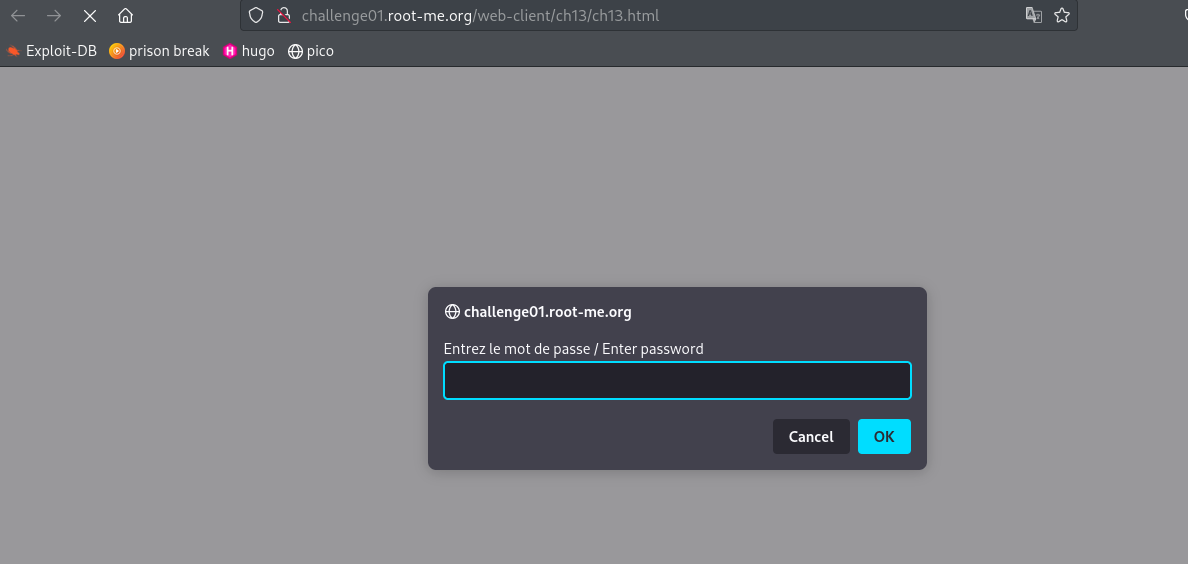 challenge01.root-me.org/web-client/ch13/ch13.html
Exploit-DB prison break hugo pico
challenge01.root-me.org
Entrez le mot de passe / Enter password
Cancel OK